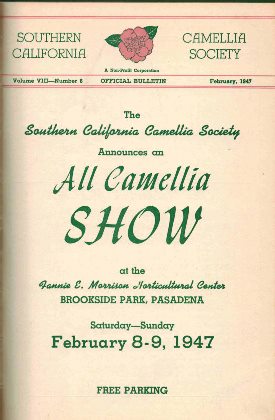 SOUTHERN CALIFORNIA
CAMELLIA SOCIETY
A Non-Profit Corporation
Volume VIII—Number 6 OFFICIAL BULLETIN February, 1947
The
Southern California Camellia Society
Announces an
All Camellia
SHOW
at the
Fannie E. Morrison Horticultural Center
BROOKSIDE PARK, PASADENA
Saturday—Sunday
February 8-9, 1947
FREE PARKING